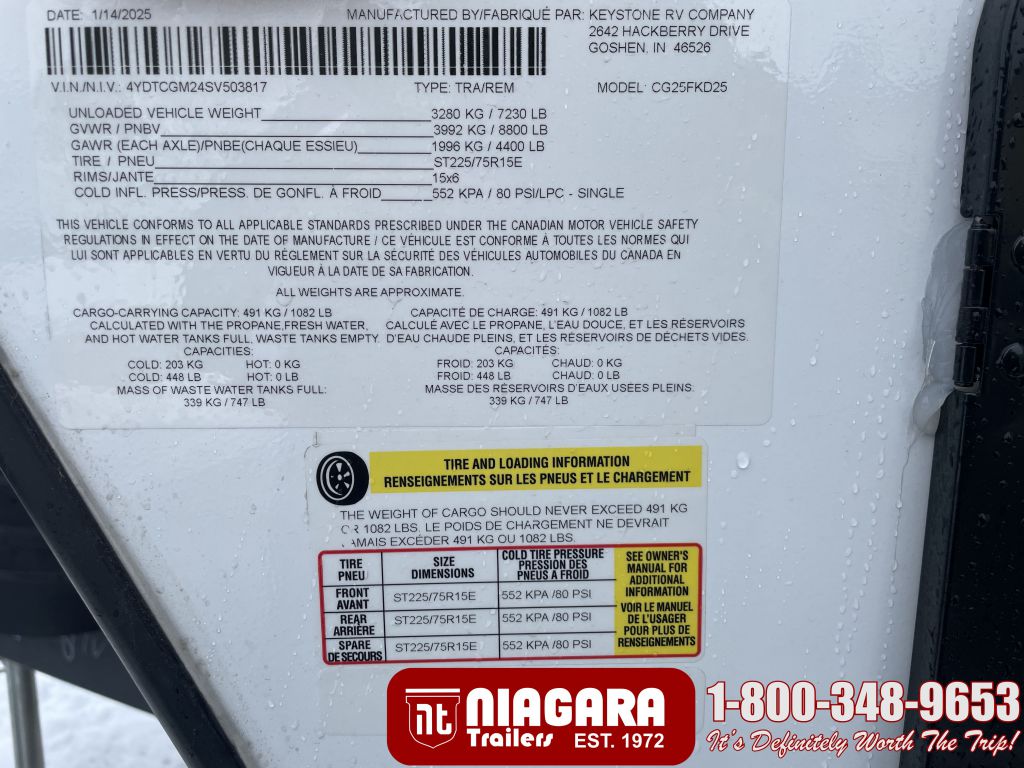 DATE: 1/14/2025 MANUFACTURED BY/FABRIQUÉ PAR: KEYSTONE RV COMPANY
2642 HACKBERRY DRIVE
GOSHEN, IN 46526
V.I.N./N.I.V.: 4YDTCGM24SV503817 TYPE: TRA/REM MODEL: CG25FKD25
UNLOADED VEHICLE WEIGHT 3280 KG / 7230 LB
GVWR / PNBV 3992 KG / 8800 LB
GAWR (EACH AXLE)/PNBE(CHAQUE ESSIEU) 1996 KG / 4400 LB
TIRE / PNEU ST225/75R15E
RIMS/JANTE 15x6
COLD INFL. PRESS/PRESS. DE GONFL. À FROID 552 KPA / 80 PSI/LPC - SINGLE
THIS VEHICLE CONFORMS TO ALL APPLICABLE STANDARDS PRESCRIBED UNDER THE CANADIAN MOTOR VEHICLE SAFETY
REGULATIONS IN EFFECT ON THE DATE OF MANUFACTURE / CE VÉHICULE EST CONFORME À TOUTES LES NORMES QUI
LUI SONT APPLICABLES EN VERTU DU RÈGLEMENT SUR LA SÉCURITÉ DES VÉHICULES AUTOMOBILES DU CANADA EN
VIGUEUR À LA DATE DE SA FABRICATION.
ALL WEIGHTS ARE APPROXIMATE.
CARGO-CARRYING CAPACITY: 491 KG / 1082 LB CAPACITÉ DE CHARGE: 491 KG / 1082 LB
CALCULATED WITH THE PROPANE,FRESH WATER, CALCULÉ AVEC LE PROPANE, L'EAU DOUCE, ET LES RÉSERVOIRS
AND HOT WATER TANKS FULL, WASTE TANKS EMPTY. D'EAU CHAUDE PLEINS, ET RÉSERVOIRS DE DÉCHETS VIDES.
CAPACITIES: CAPACITÉS:
COLD: 203 KG HOT: 0 KG FROID: 203 KG CHAUD: 0 KG
COLD: 448 LB HOT: 0 LB FROID: 448 LB CHAUD: 0 LB
MASS OF WASTE WATER TANKS FULL: MASSE DES RÉSERVOIRS D'EAUX USÉES PLEINS.
339 KG / 747 LB 339 KG / 747 LB
TIRE AND LOADING INFORMATION
RENSEIGNEMENTS SUR LES PNEUS ET LE CHARGEMENT
THE WEIGHT OF CARGO SHOULD NEVER EXCEED 491 KG
OR 1082 LBS. LE POIDS DE CHARGEMENT NE DEVRAIT
JAMAIS EXCÉDER 491 KG OU 1082 LBS.
TIRE PNEU SIZE DIMENSIONS COLD TIRE PRESSURE PRESSION DES PNEUS A FROID
FRONT AVANT ST225/75R15E 552 KPA /80 PSI
REAR ARRIÈRE ST225/75R15E 552 KPA /80 PSI
SPARE DE SECOURS ST225/75R15E 552 KPA /80 PSI
SEE OWNER'S
MANUAL FOR
ADDITIONAL
INFORMATION
VOIR LE MANUEL
DE L'USAGER
POUR PLUS DE
RENSEIGNEMENTS
nt NIAGARA
Trailers EST. 1972
1-800-348-9653
It's Definitely Worth The Trip!